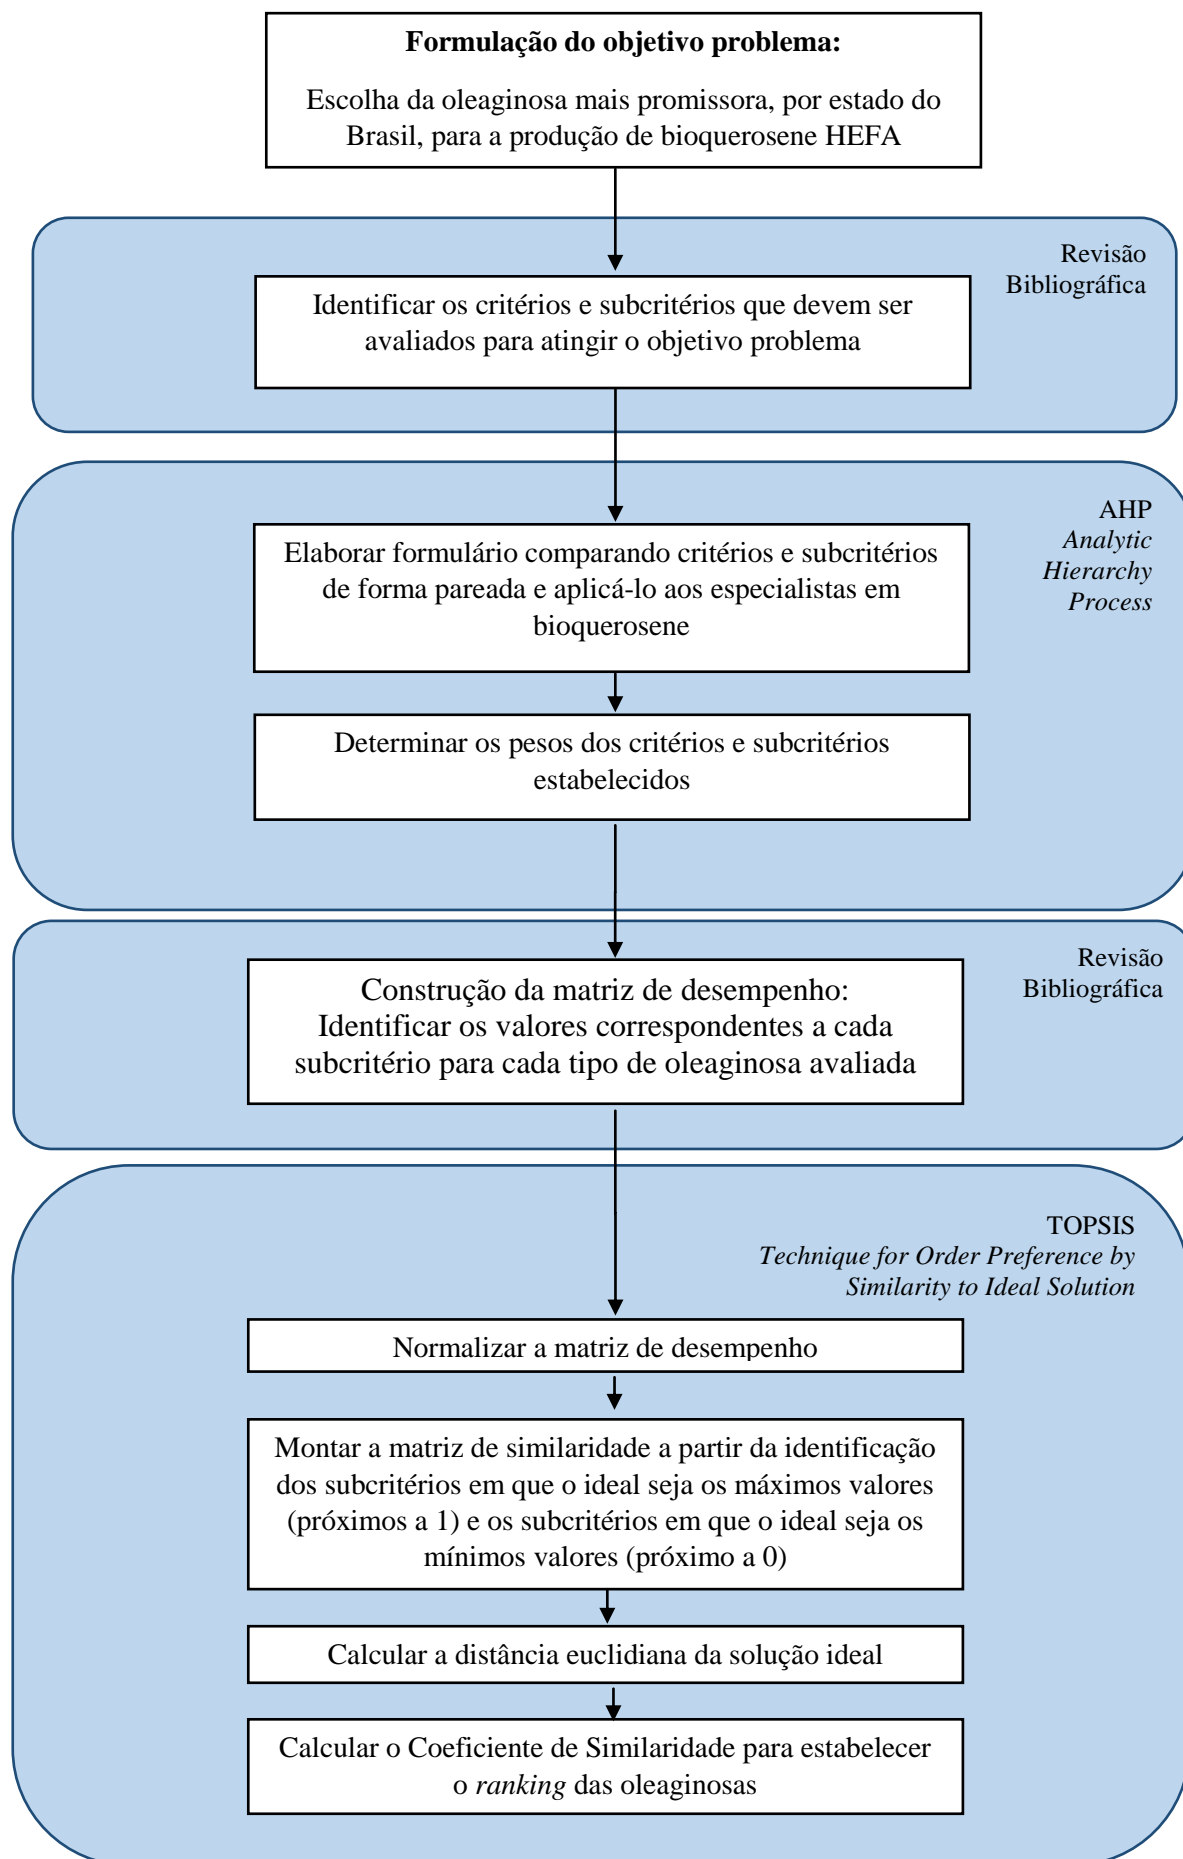 Formulação do objetivo problema:
Escolha da oleaginosa mais promissora, por estado do
Brasil, para a produção de bioquerosene HEFA
Revisão
Bibliográfica
Identificar os critérios e subcritérios que devem ser
avaliados para atingir o objetivo problema
AHP
Analytic
Hierarchy
Process
Elaborar formulário comparando critérios e subcritérios
de forma pareada e aplicá-lo aos especialistas em
bioquerosene
Determinar os pesos dos critérios e subcritérios
estabelecidos
Revisão
Bibliográfica
Construção da matriz de desempenho:
Identificar os valores correspondentes a cada
subcritério para cada tipo de oleaginosa avaliada
TOPSIS
Technique for Order Preference by
Similarity to Ideal Solution
Normalizar a matriz de desempenho
Montar a matriz de similaridade a partir da identificação
dos subcritérios em que o ideal seja os máximos valores
(próximos a 1) e os subcritérios em que o ideal seja os
mínimos valores (próximo a 0)
Calcular a distância euclidiana da solução ideal
Calcular o Coeficiente de Similaridade para estabelecer
o ranking das oleaginosas